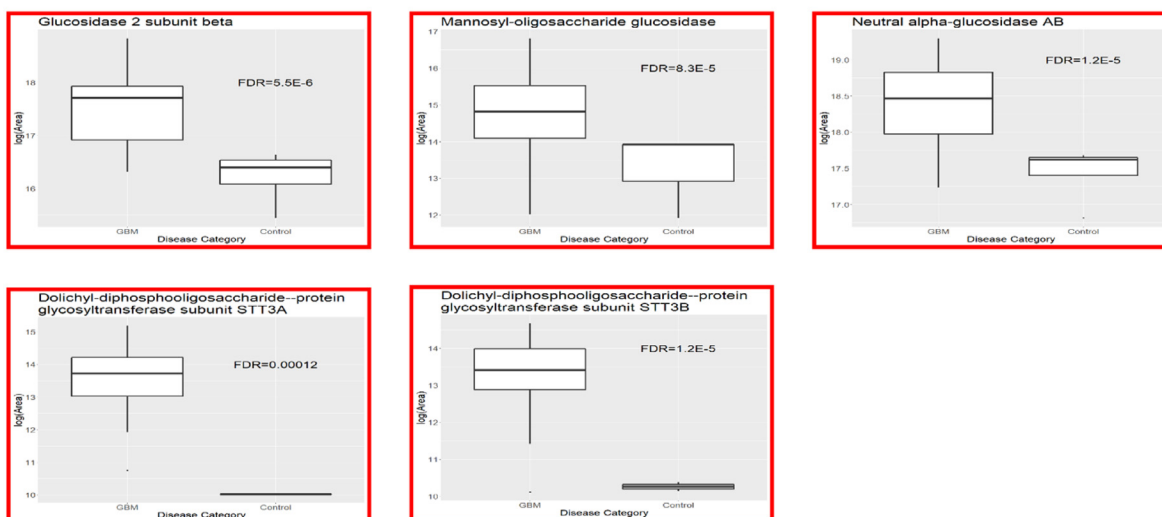 Glucosidase 2 subunit beta
FDR=5.5E-6
18
17
16
log(Area)
GBM
Control
Disease Category
Mannosyl-oligosaccharide glucosidase
FDR=8.3E-5
17
16
15
14
13
12
log(Area)
GBM
Control
Disease Category
Neutral alpha-glucosidase AB
FDR=1.2E-5
19.0
18.5
18.0
17.5
17.0
log(Area)
GBM
Control
Disease Category
Dolichyl-diphosphooligosaccharide--protein
glycosyltransferase subunit STT3A
FDR=0.00012
15
14
13
12
11
10
log(Area)
GBM
Control
Disease Category
Dolichyl-diphosphooligosaccharide--protein
glycosyltransferase subunit STT3B
FDR=1.2E-5
14
13
12
11
10
log(Area)
GBM
Control
Disease Category